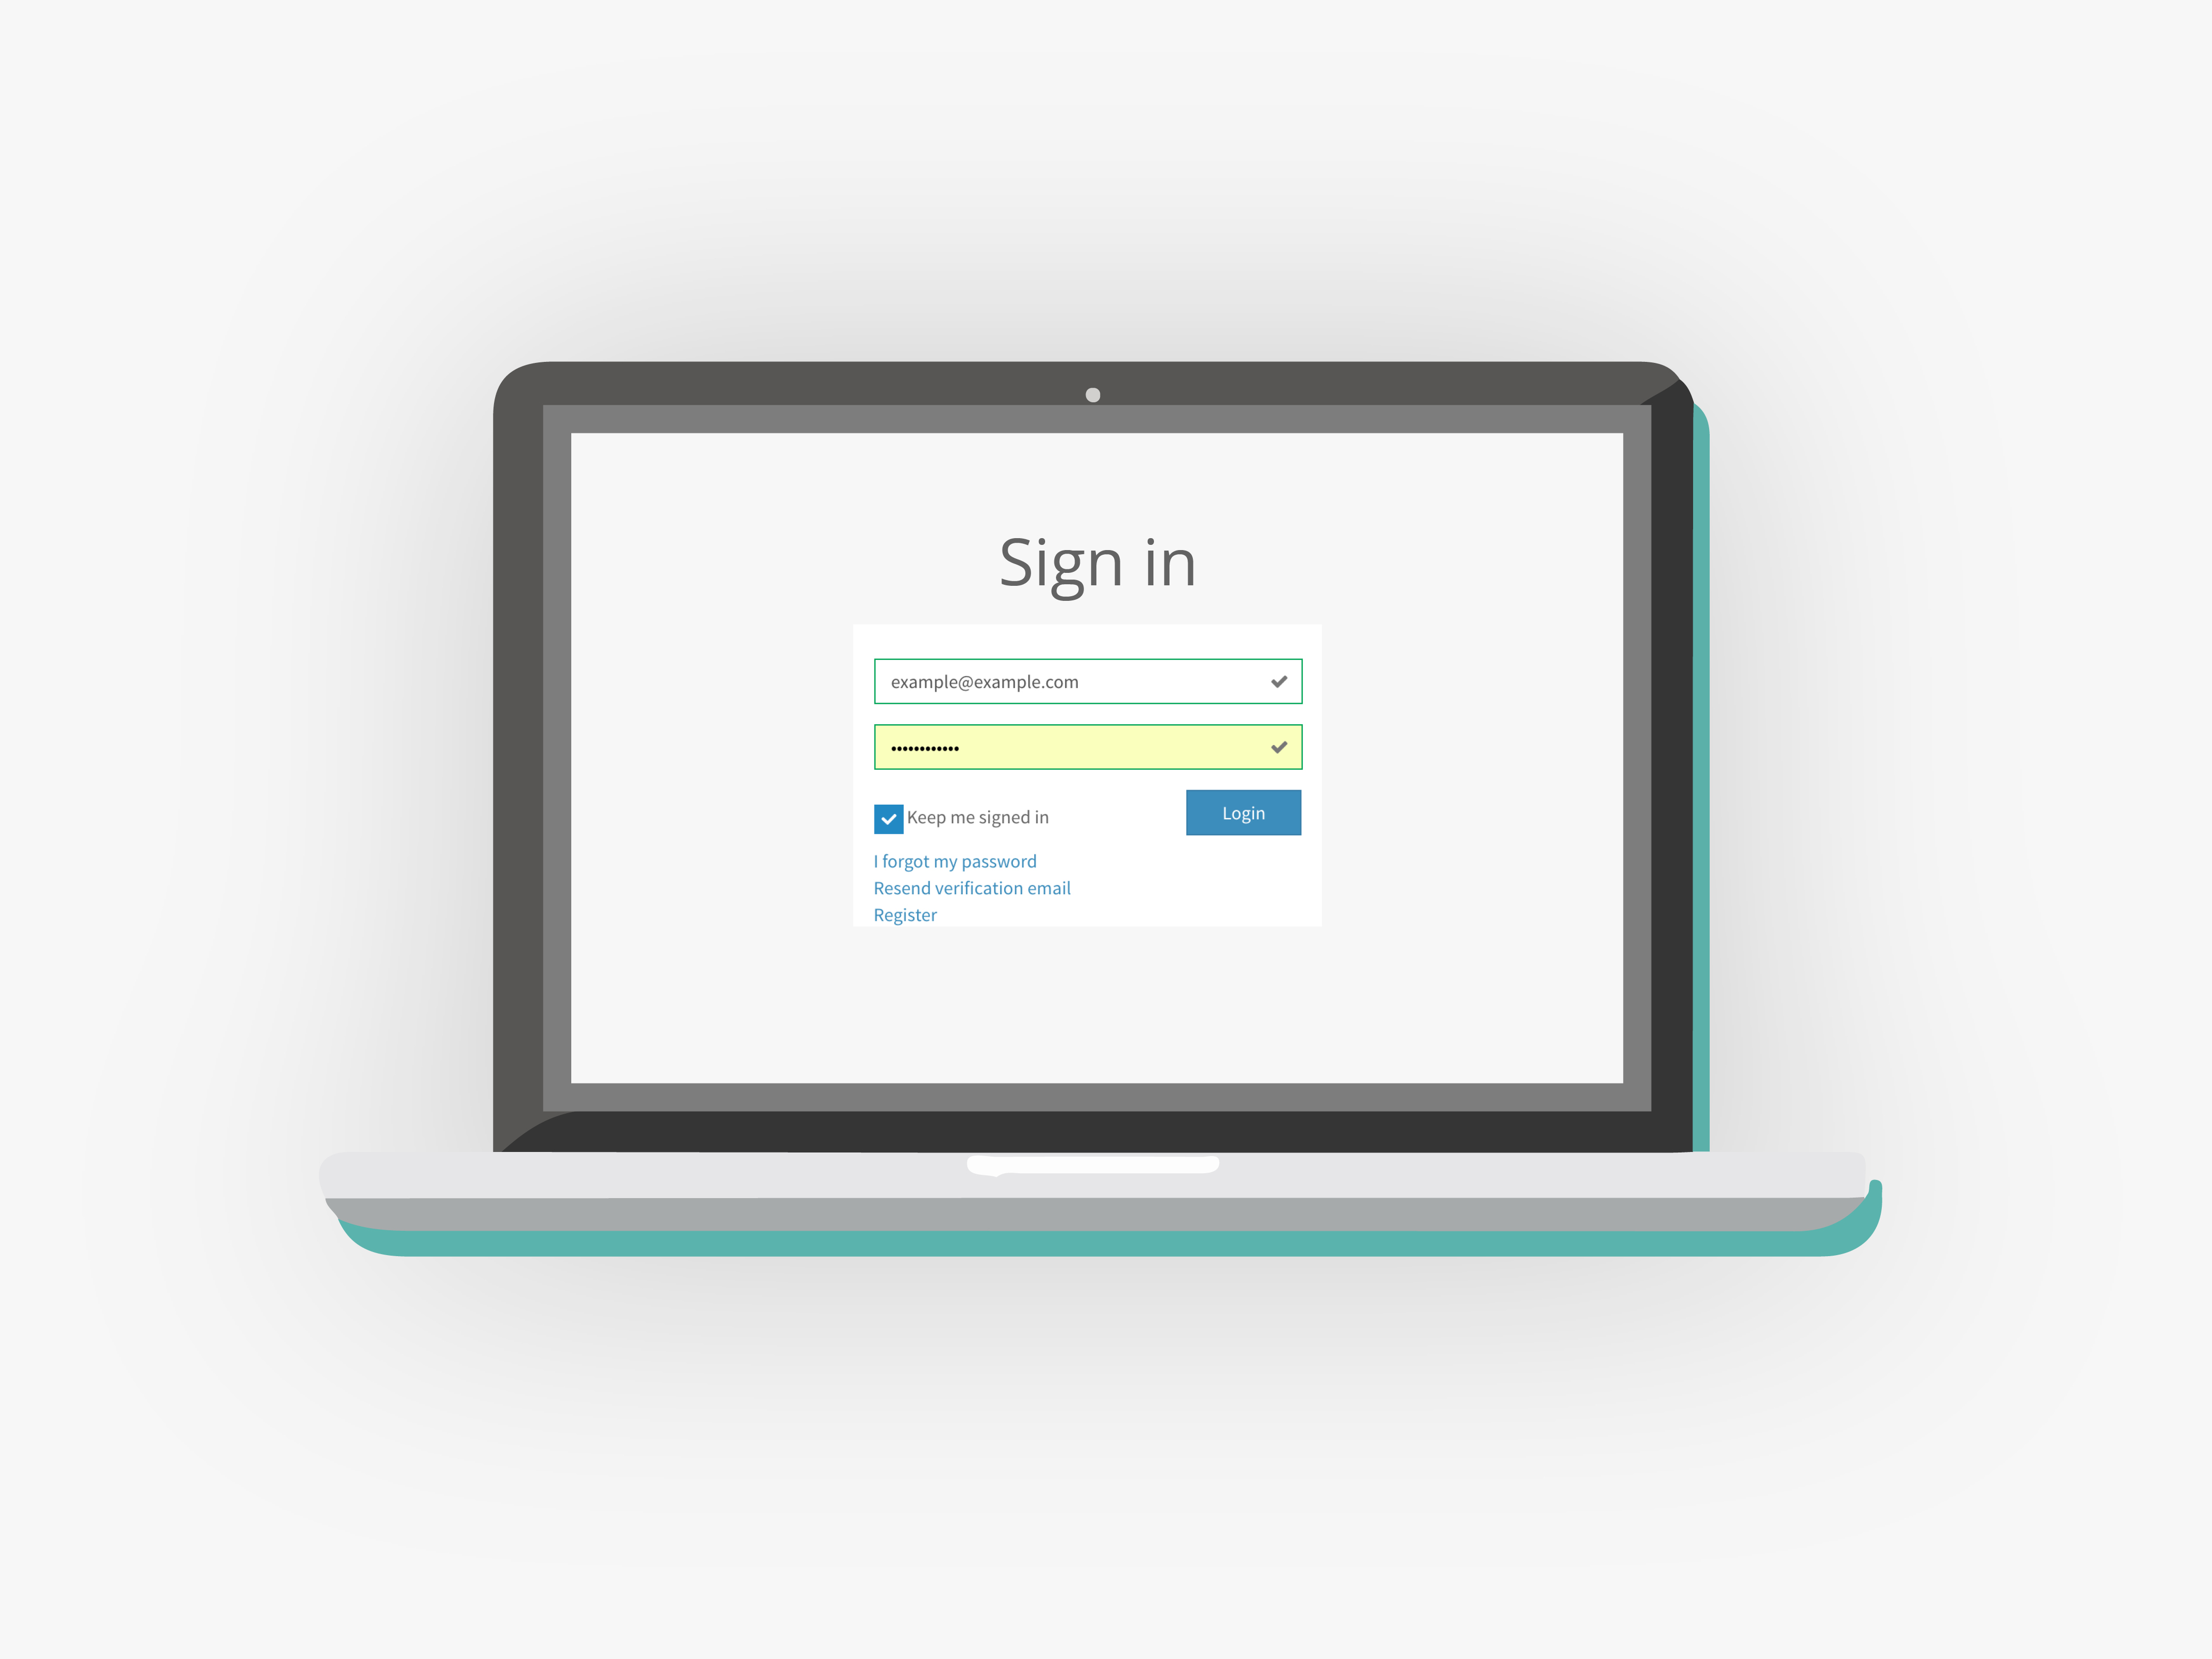 Sign in
example@example.com
••••••••••••
Keep me signed in
Login
I forgot my password
Resend verification email
Register